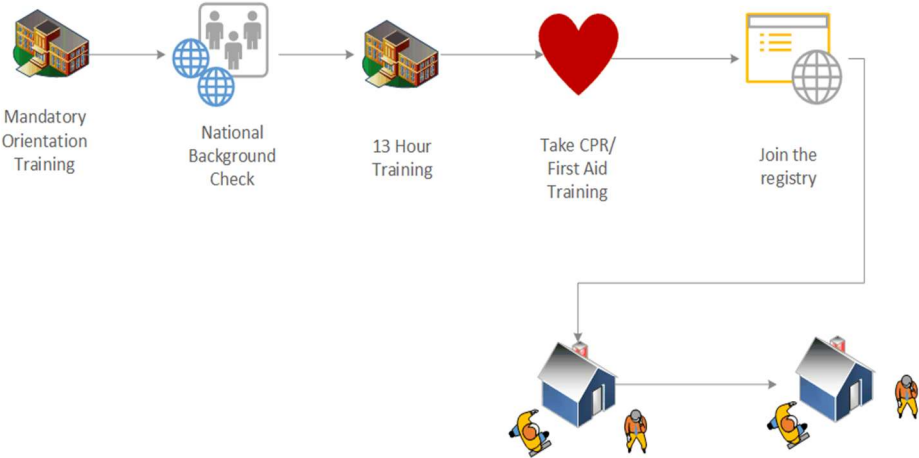 Mandatory
Orientation
Training
National
Background
Check
13 Hour
Training
Take CPR/
First Aid
Training
Join the
registry